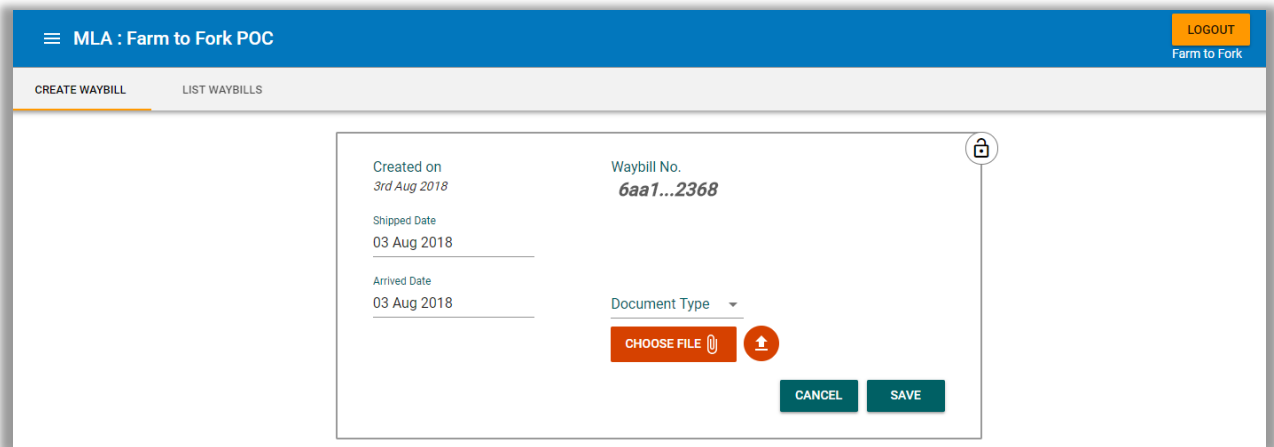 MLA : Farm to Fork POC
LOGOUT
Farm to Fork
CREATE WAYBILL
LIST WAYBILLS
Created on
3rd Aug 2018
Waybill No.
6aa1...2368
Shipped Date
03 Aug 2018
Arrived Date
03 Aug 2018
Document Type
CHOOSE FILE
CANCEL
SAVE